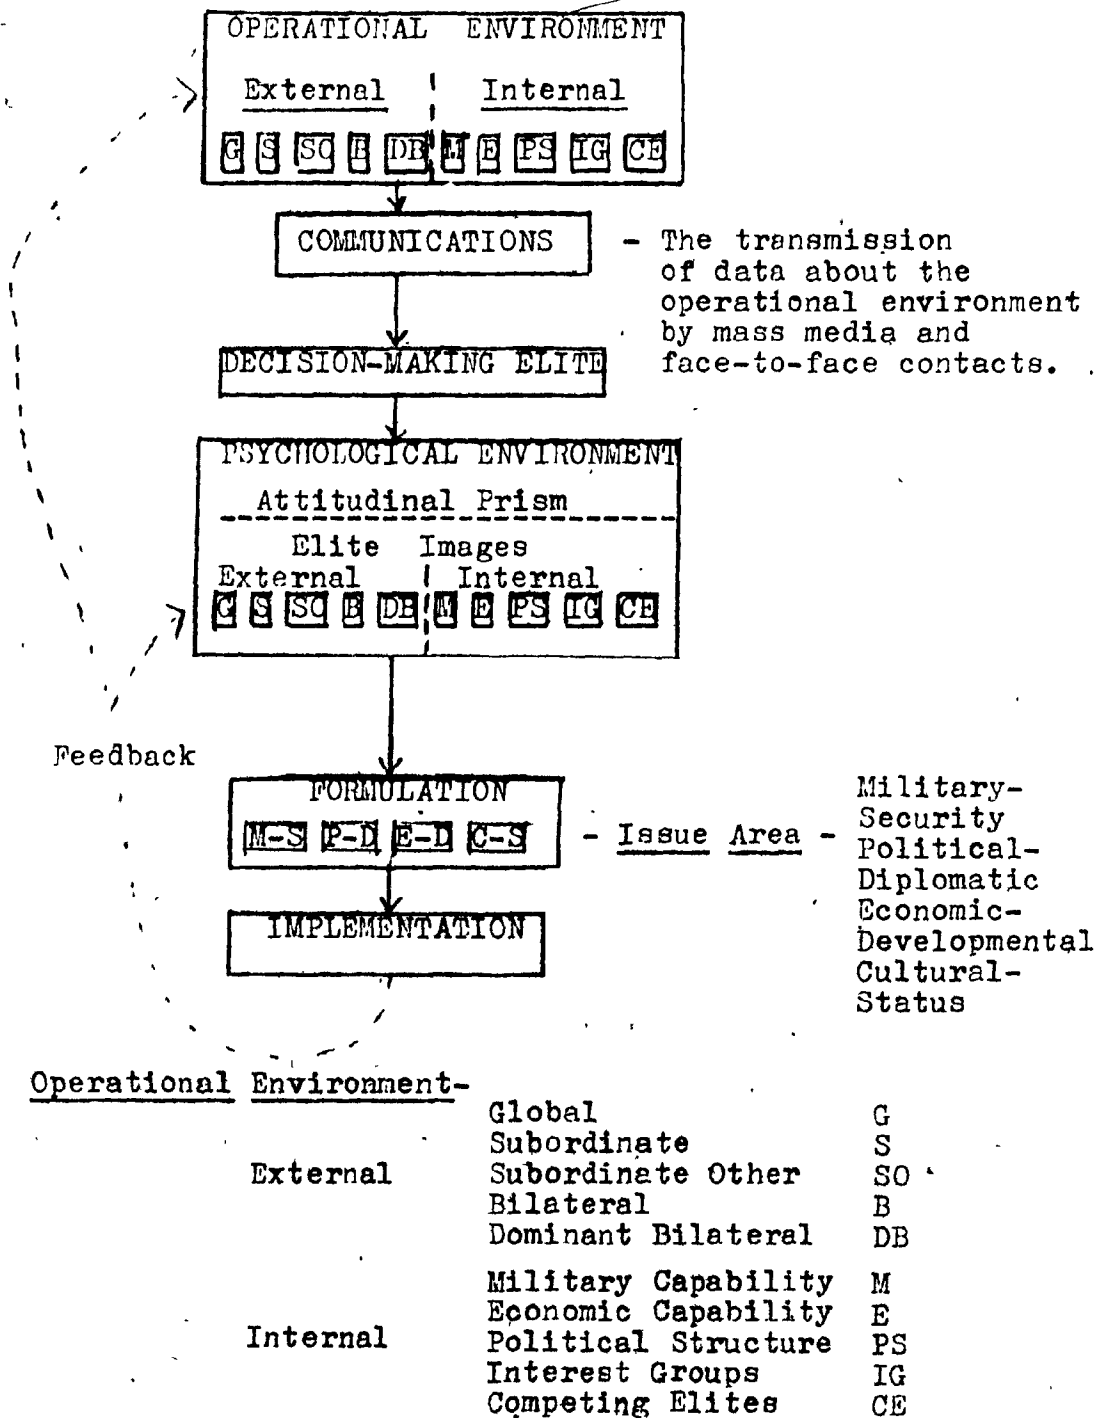 OPERATIONAL ENVIRONMENT
External Internal
G S SO B DB M E PS IG CE
COMMUNICATIONS
- The transmission
of data about the
operational environment
by mass media and
face-to-face contacts.
DECISION-MAKING ELITE
PSYCHOLOGICAL ENVIRONMENT
Attitudinal Prism
Elite Images
External Internal
G S SO B DB M E PS IG CE
Feedback
FORMULATION
M-S P-D E-D C-S
- Issue Area -
Military-
Security
Political-
Diplomatic
Economic-
Developmental
Cultural-
Status
IMPLEMENTATION
Operational Environment-
External
Global G
Subordinate S
Subordinate Other SO
Bilateral B
Dominant Bilateral DB
Internal
Military Capability M
Economic Capability E
Political Structure PS
Interest Groups IG
Competing Elites CE